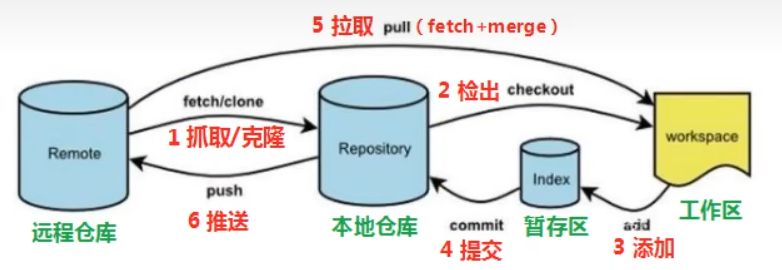 5 拉取 pull（fetch+merge）
fetch/clone
1 抓取/克隆
2 检出 checkout
Remote
Repository
workspace
push
Index
6 推送
commit
add
远程仓库
本地仓库
4 提交
暂存区
3 添加
工作区